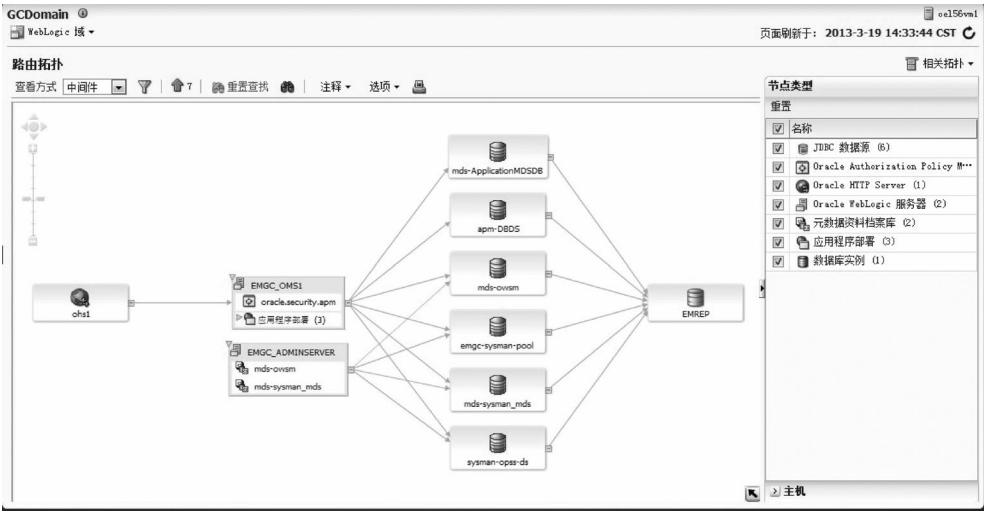 GCDomain
oel56vm1
WebLogic 域
页面刷新于： 2013-3-19 14:33:44 CST
路由拓扑
相关拓扑
查看方式 中间件 7 重置查找 注释 选项
节点类型
重置
名称
JDBC 数据源 (6)
Oracle Authorization Policy M…
Oracle HTTP Server (1)
Oracle WebLogic 服务器 (2)
元数据资料档案库 (2)
应用程序部署 (3)
数据库实例 (1)
主机
ohs1
EMGC_OMS1
oracle.security.apm
应用程序部署 (3)
EMGC_ADMINSERVER
mds-owsm
mds-sysman_mds
mds-ApplicationMDSDB
apm-DBDS
mds-owsm
emgc-sysman-pool
mds-sysman_mds
sysman-opss-ds
EMREP